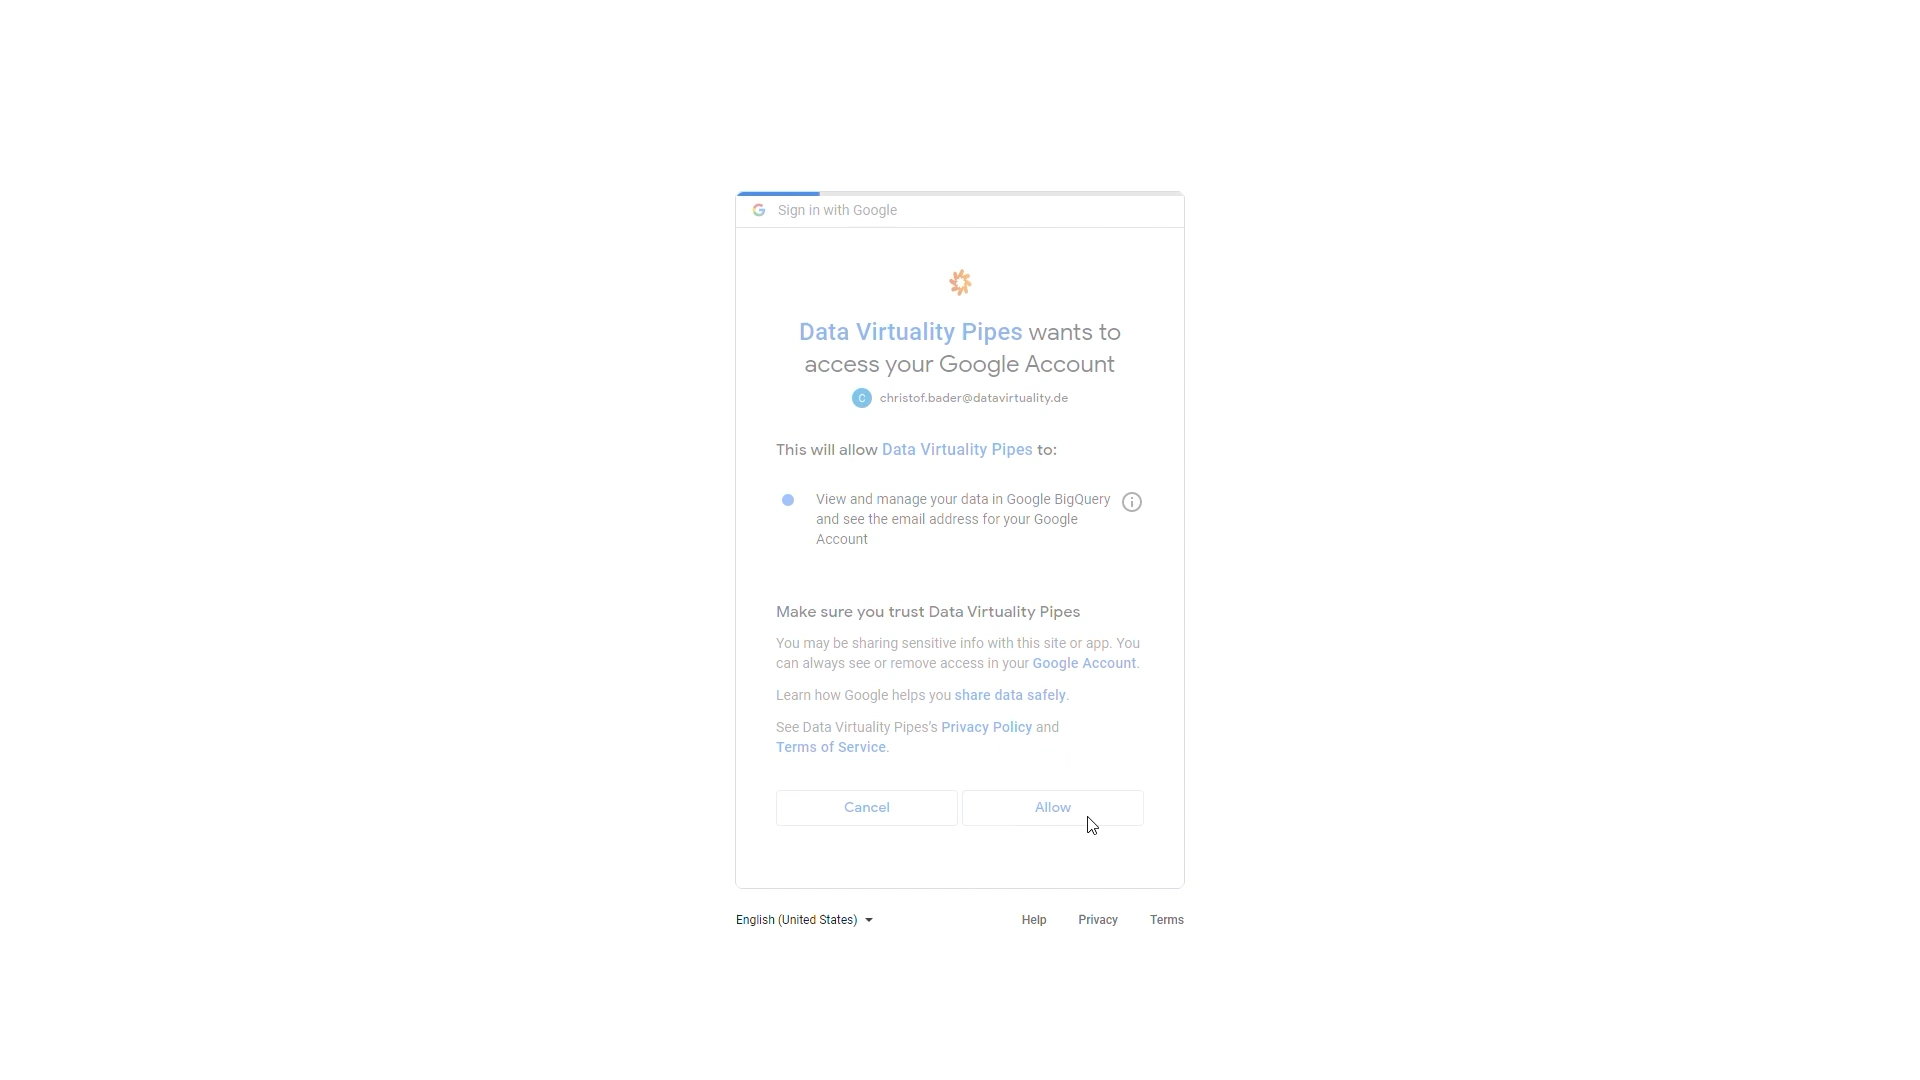 Sign in with Google
Data Virtuality Pipes wants to
access your Google Account
C christof.bader@datavirtuality.de
This will allow Data Virtuality Pipes to:
View and manage your data in Google BigQuery
and see the email address for your Google
Account
Make sure you trust Data Virtuality Pipes
You may be sharing sensitive info with this site or app. You
can always see or remove access in your Google Account.
Learn how Google helps you share data safely.
See Data Virtuality Pipes's Privacy Policy and
Terms of Service.
Cancel Allow
English (United States) Help Privacy Terms